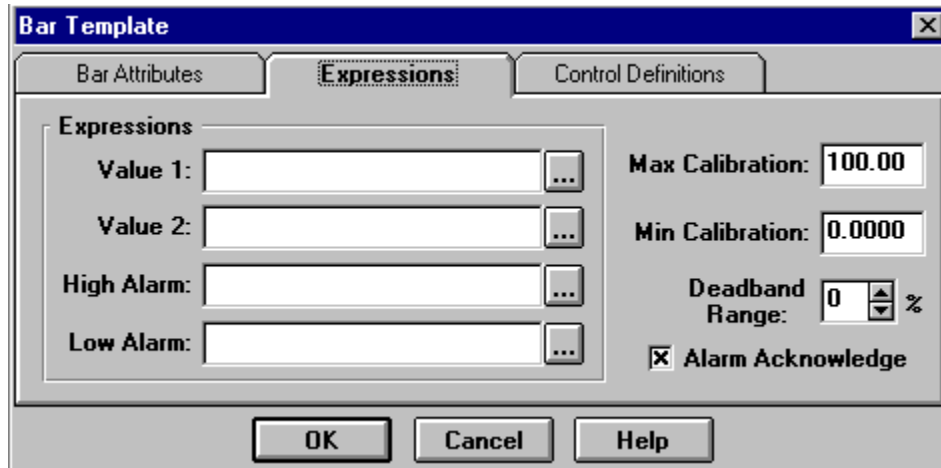 Bar Template
Bar Attributes
Expressions
Control Definitions
Expressions
Value 1:
...
Value 2:
...
High Alarm:
...
Low Alarm:
...
Max Calibration: 100.00
Min Calibration: 0.0000
Deadband
Range: 0 %
Alarm Acknowledge
OK
Cancel
Help